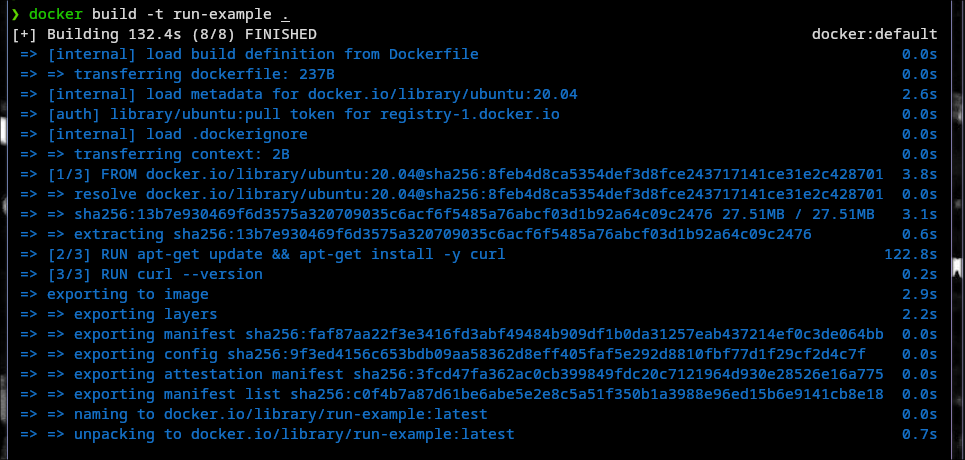 ❯ docker build -t run-example .
[+] Building 132.4s (8/8) FINISHED docker:default
=> [internal] load build definition from Dockerfile 0.0s
=> => transferring dockerfile: 237B 0.0s
=> [internal] load metadata for docker.io/library/ubuntu:20.04 2.6s
=> [auth] library/ubuntu:pull token for registry-1.docker.io 0.0s
=> [internal] load .dockerignore 0.0s
=> => transferring context: 2B 0.0s
=> [1/3] FROM docker.io/library/ubuntu:20.04@sha256:8feb4d8ca5354def3d8fce243717141ce31e2c428701 3.8s
=> => resolve docker.io/library/ubuntu:20.04@sha256:8feb4d8ca5354def3d8fce243717141ce31e2c428701 0.0s
=> => sha256:13b7e930469f6d3575a320709035c6acf6f5485a76abcf03d1b92a64c09c2476 27.51MB / 27.51MB 3.1s
=> => extracting sha256:13b7e930469f6d3575a320709035c6acf6f5485a76abcf03d1b92a64c09c2476 0.6s
=> [2/3] RUN apt-get update && apt-get install -y curl 122.8s
=> [3/3] RUN curl --version 0.2s
=> exporting to image 2.9s
=> => exporting layers 2.2s
=> => exporting manifest sha256:faf87aa22f3e3416fd3abf49484b909df1b0da31257eab437214ef0c3de064bb 0.0s
=> => exporting config sha256:9f3ed4156c653bdb09aa58362d8eff405faf5e292d8810fbf77d1f29cf2d4c7f 0.0s
=> => exporting attestation manifest sha256:3fcd47fa362ac0cb399849fdc20c7121964d930e28526e16a775 0.0s
=> => exporting manifest list sha256:c0f4b7a87d61be6abe5e2e8c5a51f350b1a3988e96ed15b6e9141cb8e18 0.0s
=> => naming to docker.io/library/run-example:latest 0.0s
=> => unpacking to docker.io/library/run-example:latest 0.7s